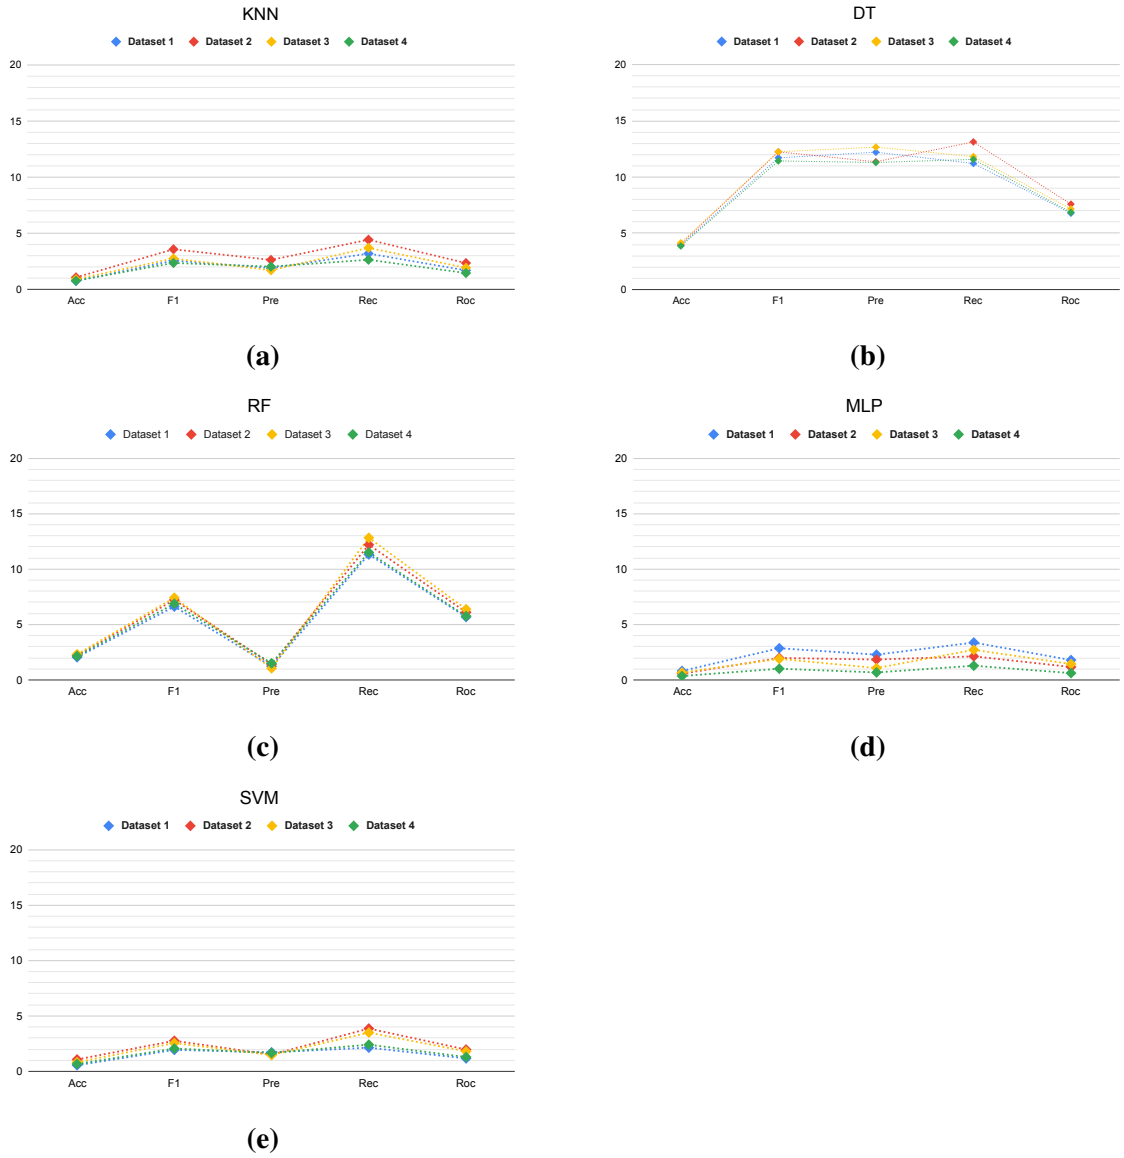 KNN
Dataset 1 Dataset 2 Dataset 3 Dataset 4
20
15
10
5
0
Acc F1 Pre Rec Roc
(a)
DT
Dataset 1 Dataset 2 Dataset 3 Dataset 4
20
15
10
5
0
Acc F1 Pre Rec Roc
(b)
RF
Dataset 1 Dataset 2 Dataset 3 Dataset 4
20
15
10
5
0
Acc F1 Pre Rec Roc
(c)
MLP
Dataset 1 Dataset 2 Dataset 3 Dataset 4
20
15
10
5
0
Acc F1 Pre Rec Roc
(d)
SVM
Dataset 1 Dataset 2 Dataset 3 Dataset 4
20
15
10
5
0
Acc F1 Pre Rec Roc
(e)